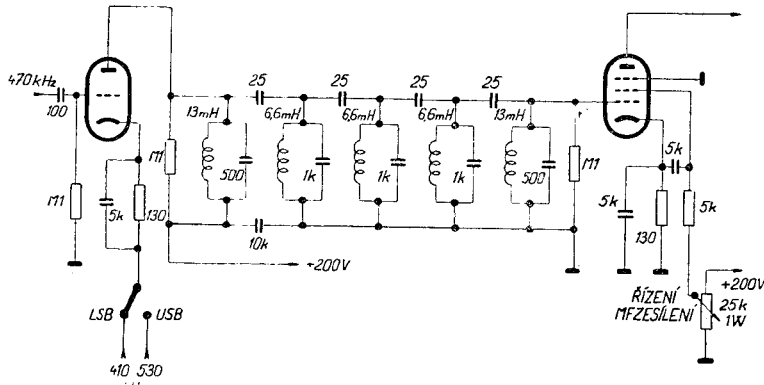 470kHz
100
M1
5k
130
LSB
USB
410
530
M1
13mH
500
25
6,6mH
1k
25
6,6mH
1k
25
6,6mH
1k
25
13mH
500
10k
+200V
M1
5k
5k
130
5k
+200V
25k
1W
ŘÍZENÍ
MFZESÍLENÍ